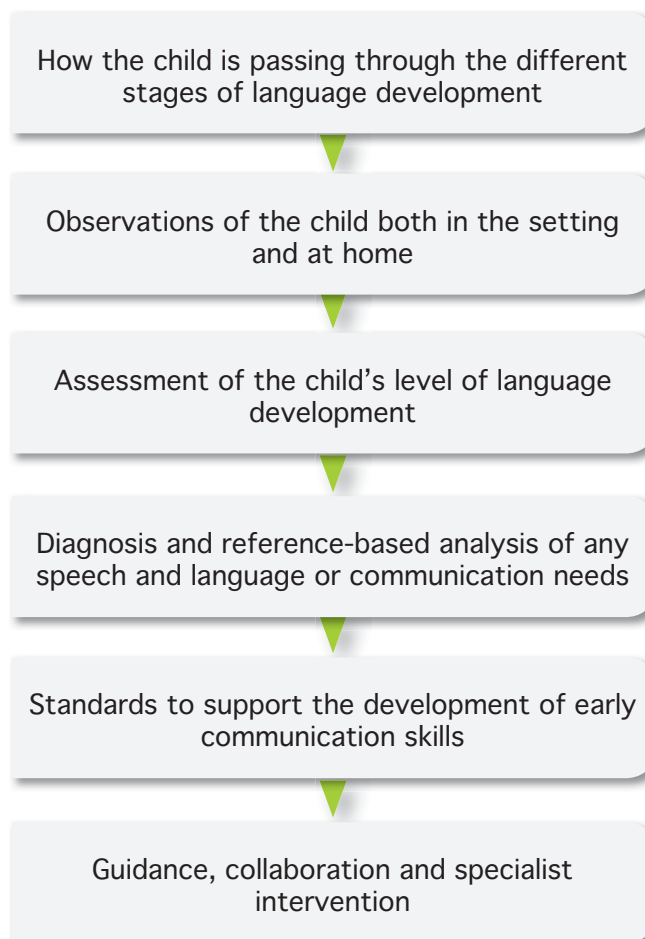 How the child is passing through the different
stages of language development
Observations of the child both in the setting
and at home
Assessment of the child’s level of language
development
Diagnosis and reference-based analysis of any
speech and language or communication needs
Standards to support the development of early
communication skills
Guidance, collaboration and specialist
intervention